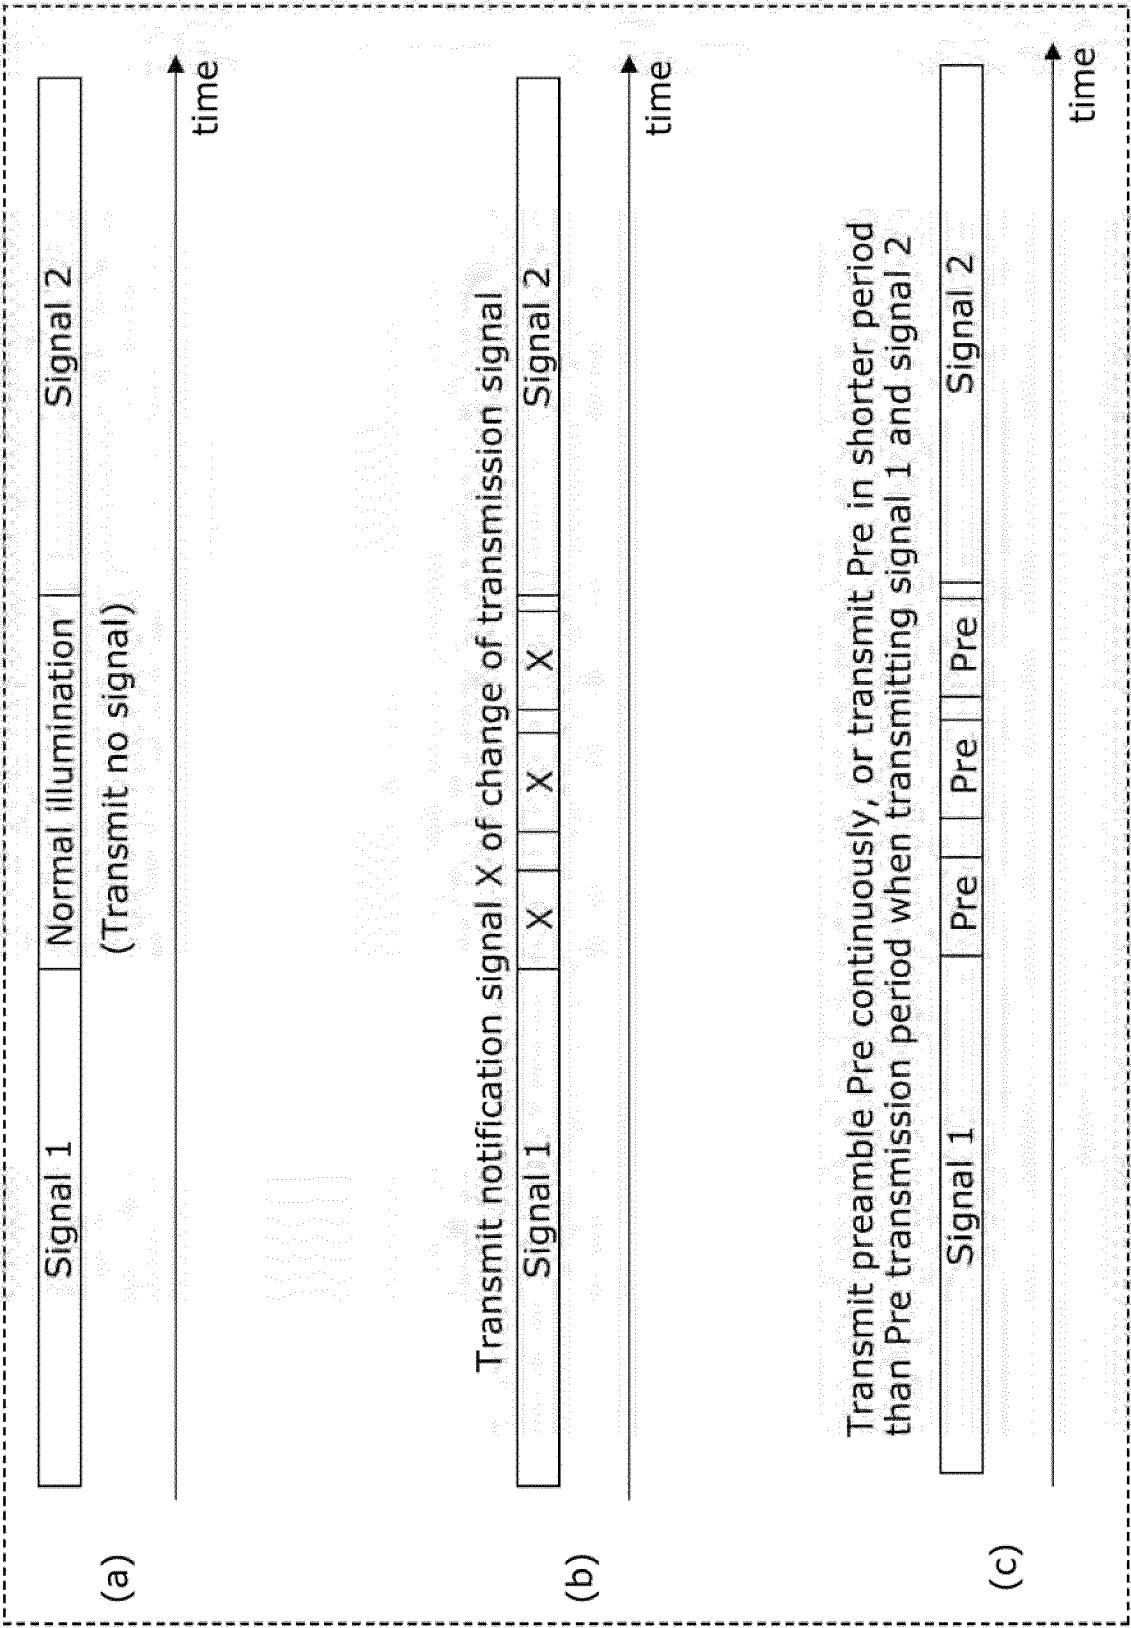 (a)
Signal 1 Normal illumination Signal 2
(Transmit no signal)
time
(b)
Transmit notification signal X of change of transmission signal
Signal 1 X X X Signal 2
time
(c)
Transmit preamble Pre continuously, or transmit Pre in shorter period
than Pre transmission period when transmitting signal 1 and signal 2
Signal 1 Pre Pre Pre Signal 2
time